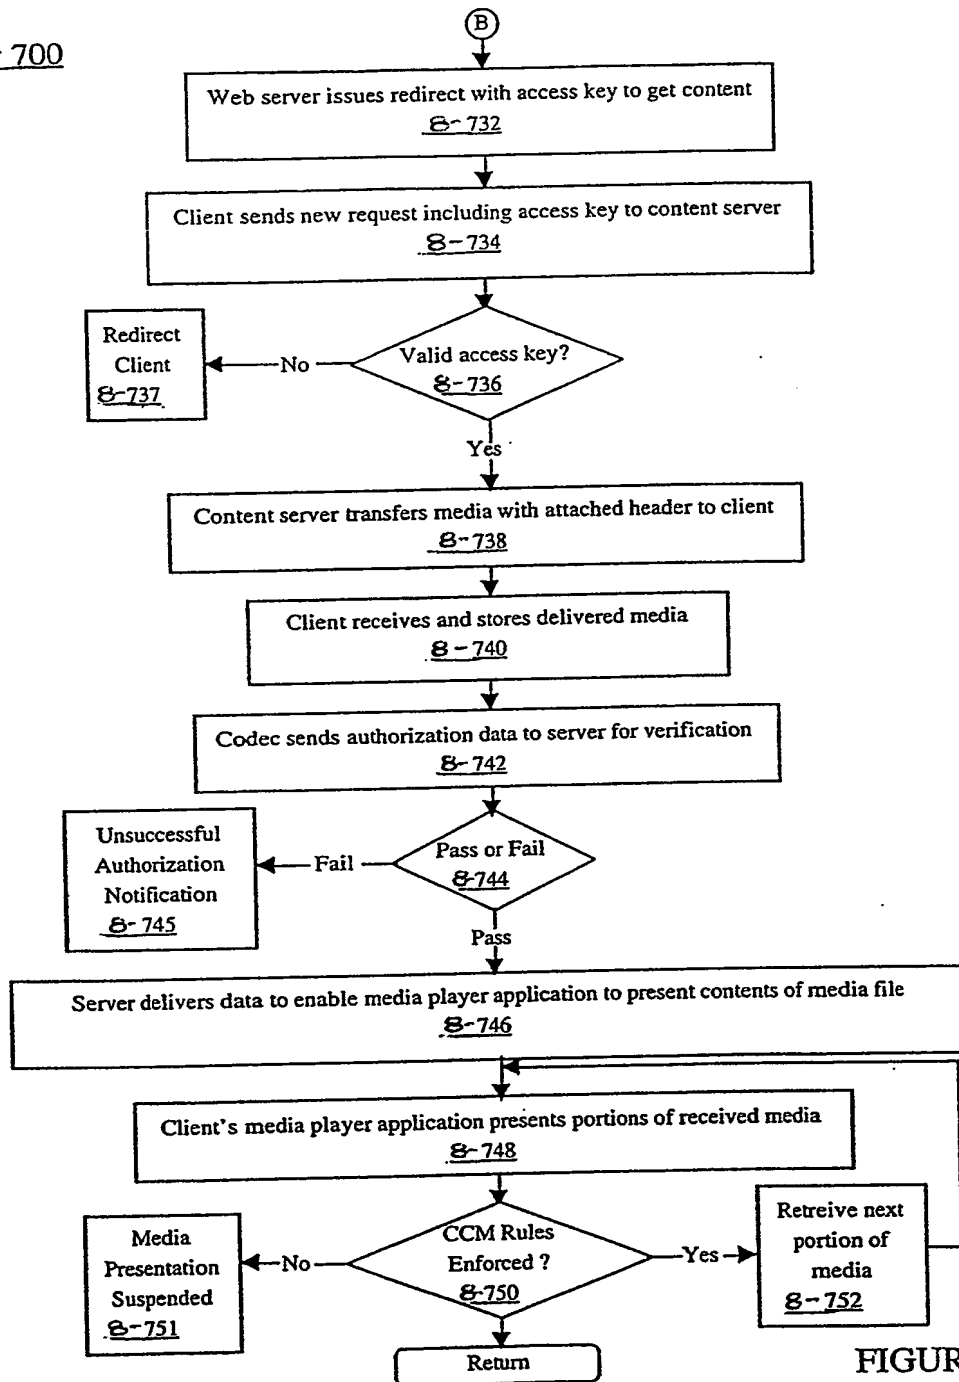 B
700
Web server issues redirect with access key to get content
8-732
Client sends new request including access key to content server
8-734
Redirect
Client
8-737
No
Valid access key?
8-736
Yes
Content server transfers media with attached header to client
8-738
Client receives and stores delivered media
8-740
Codec sends authorization data to server for verification
8-742
Unsuccessful
Authorization
Notification
8-745
Fail
Pass or Fail
8-744
Pass
Server delivers data to enable media player application to present contents of media file
8-746
Client's media player application presents portions of received media
8-748
Media
Presentation
Suspended
8-751
No
CCM Rules
Enforced ?
8-750
Yes
Retreive next
portion of
media
8-752
Return
FIGUR